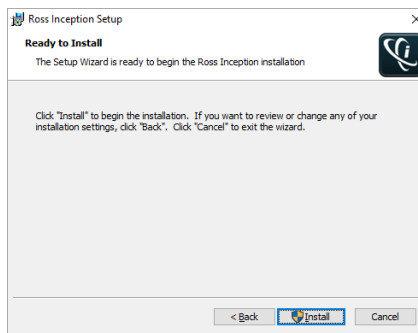 Ross Inception Setup
Ready to Install
The Setup Wizard is ready to begin the Ross Inception installation
Click "Install" to begin the installation. If you want to review or change any of your
installation settings, click "Back". Click "Cancel" to exit the wizard.
< Back
Install
Cancel